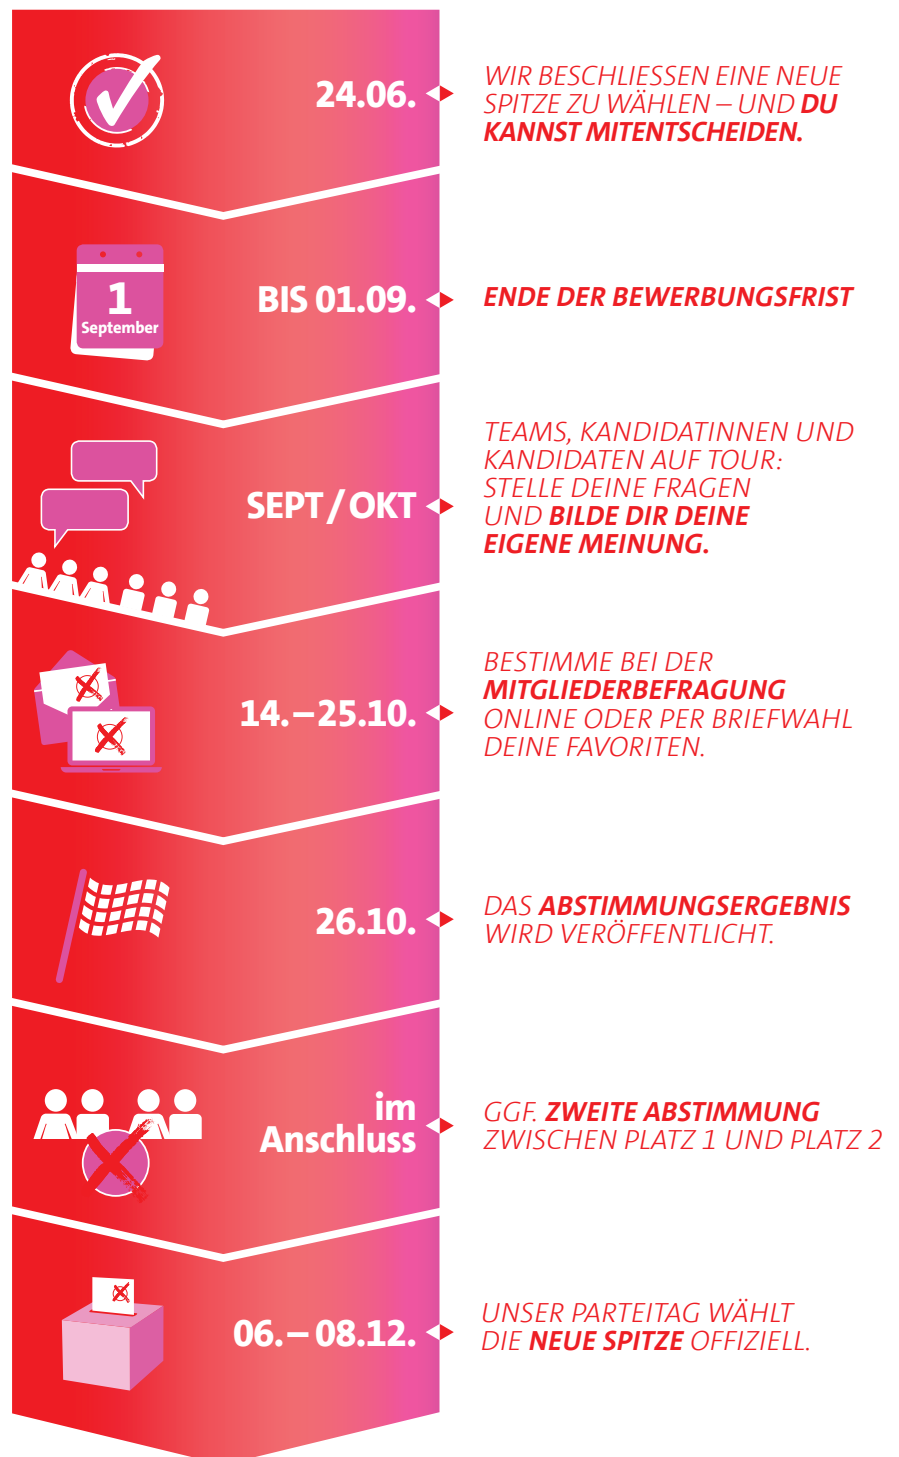 24.06.
WIR BESCHLIESSEN EINE NEUE
SPITZE ZU WÄHLEN – UND DU
KANNST MITENTSCHEIDEN.
1
September
BIS 01.09.
ENDE DER BEWERBUNGSFRIST
SEPT / OKT
TEAMS, KANDIDATINNEN UND
KANDIDATEN AUF TOUR:
STELLE DEINE FRAGEN
UND BILDE DIR DEINE
EIGENE MEINUNG.
14. – 25.10.
BESTIMME BEI DER
MITGLIEDERBEFRAGUNG
ONLINE ODER PER BRIEFWAHL
DEINE FAVORITEN.
26.10.
DAS ABSTIMMUNGSERGEBNIS
WIRD VERÖFFENTLICHT.
im
Anschluss
GGF. ZWEITE ABSTIMMUNG
ZWISCHEN PLATZ 1 UND PLATZ 2
06. – 08.12.
UNSER PARTEITAG WÄHLT
DIE NEUE SPITZE OFFIZIELL.